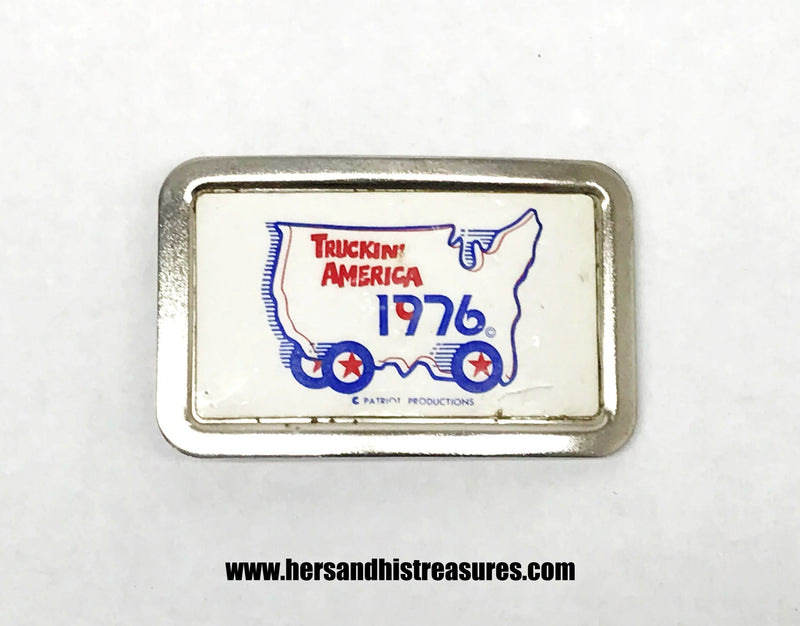 TRUCKIN'
AMERICA
1976©
© PATRIOT PRODUCTIONS
www.hersandhistreasures.com